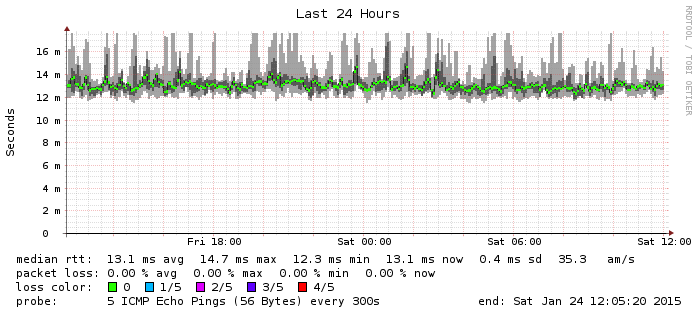 Last 24 Hours
RRDTOOL / TOBI OETIKER
Seconds
16 m
14 m
12 m
10 m
8 m
6 m
4 m
2 m
0
Fri 18:00 Sat 00:00 Sat 06:00 Sat 12:00
median rtt: 13.1 ms avg 14.7 ms max 12.3 ms min 13.1 ms now 0.4 ms sd 35.3 am/s
packet loss: 0.00 % avg 0.00 % max 0.00 % min 0.00 % now
loss color: 0 1/5 2/5 3/5 4/5
probe: 5 ICMP Echo Pings (56 Bytes) every 300s end: Sat Jan 24 12:05:20 2015